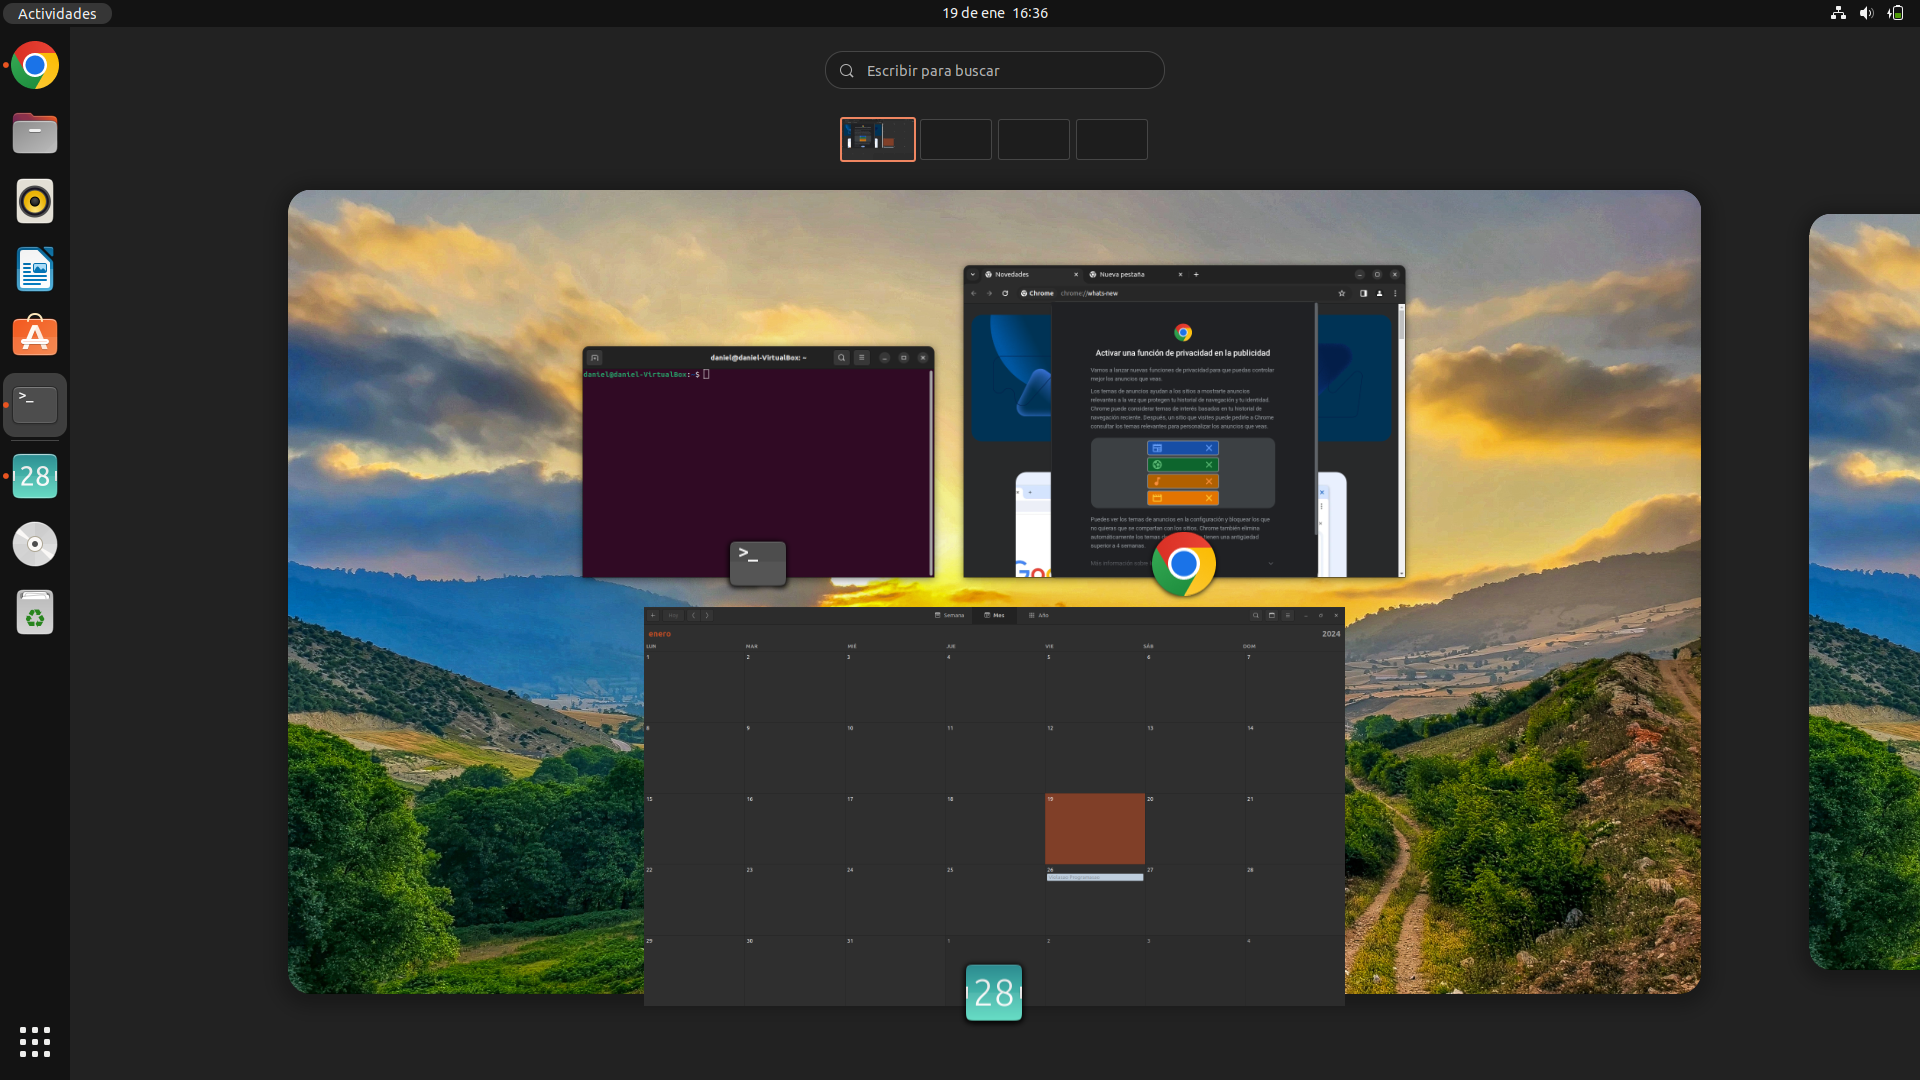 Actividades
19 de ene 16:36
Escribir para buscar
Novedades
Nueva pestaña
Chrome
chrome://whats-new
Activar una función de privacidad en la publicidad
Vamos a lanzar nuevas funciones de privacidad para que puedas controlar
mejor los anuncios que veas.
Los temas de anuncios ayudan a los sitios a mostrarte anuncios
relevantes a la vez que protegen tu historial de navegación y tu identidad.
Chrome puede considerar temas de interés basados en tu historial de
navegación reciente. Después, un sitio que visites puede pedirle a Chrome
consultar los temas relevantes para personalizar los anuncios que veas.
Puedes ver los temas de anuncios en la configuración y bloquear los que
no quieras que se compartan con los sitios. Chrome también elimina
automáticamente los temas de tienen una antigüedad
superior a 4 semanas.
Más información sobre
daniel@daniel-VirtualBox: ~
daniel@daniel-VirtualBox:~$
>_
>_
>_
Semana
Mes
Año
enero
2024
LUN MAR MIÉ JUE VIE SÁB DOM
1 2 3 4 5 6 7
8 9 10 11 12 13 14
15 16 17 18 19 20 21
22 23 24 25 26 27 28
29 30 31 1 2 3 4
28
28